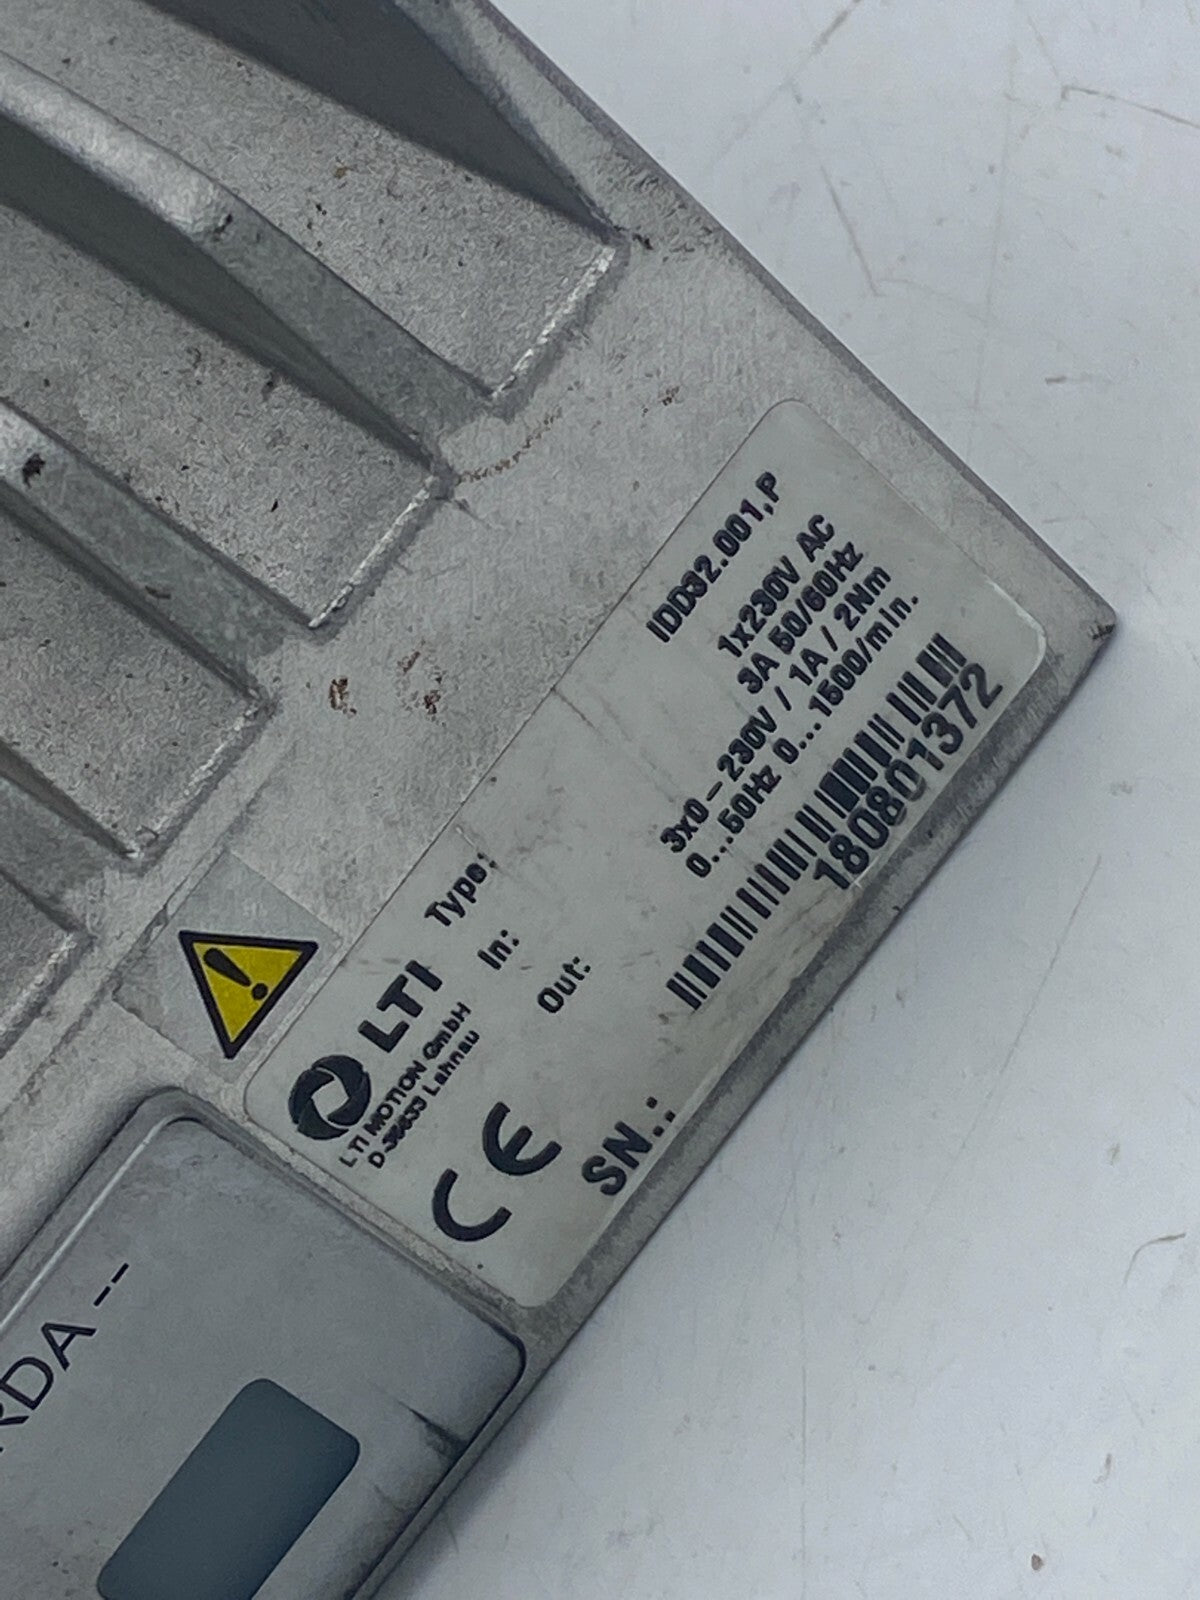 LTI
LTI MOTION GmbH
D-35633 Lahnau
Type: IDD32.001,P
In: 1x230V AC
3A 50/60Hz
Out: 3x0-230V / 1A / 2Nm
0...50Hz 0...1500/min.
CE
SN.: 180801372
RDA --